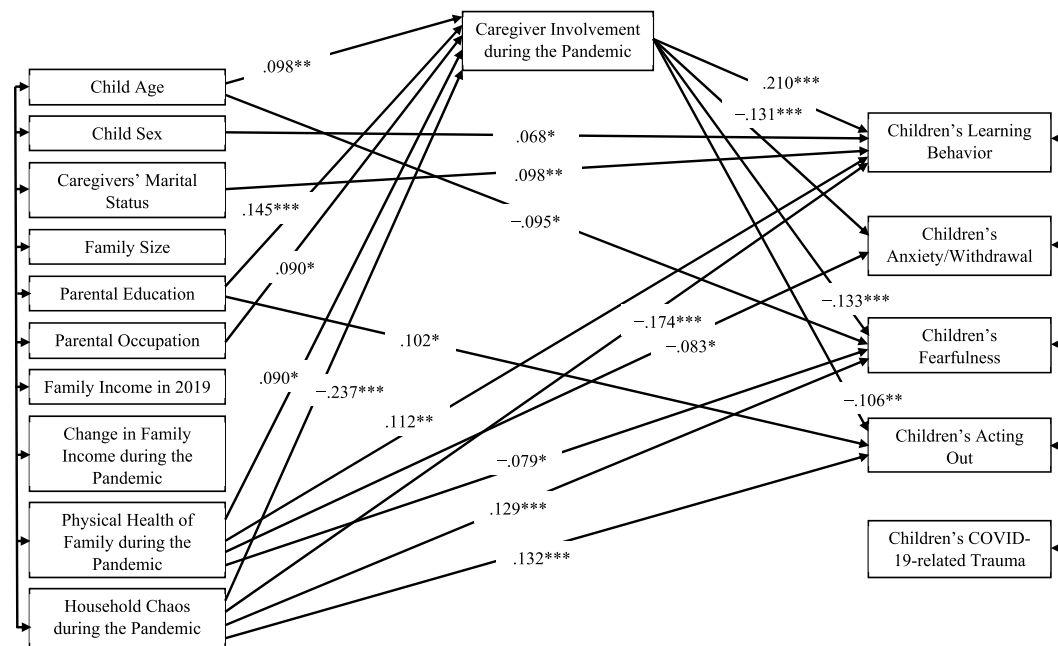 Caregiver Involvement
during the Pandemic
Child Age
Child Sex
Caregivers’ Marital
Status
Family Size
Parental Education
Parental Occupation
Family Income in 2019
Change in Family
Income during the
Pandemic
Physical Health of
Family during the
Pandemic
Household Chaos
during the Pandemic
.098**
.145***
.090*
.090*
−.237***
.068*
.098**
−.095*
.102*
.112**
−.174***
−.083*
−.079*
.129***
.132***
.210***
−.131***
−.133***
−.106**
Children’s Learning
Behavior
Children’s
Anxiety/Withdrawal
Children’s
Fearfulness
Children’s Acting
Out
Children’s COVID-
19-related Trauma